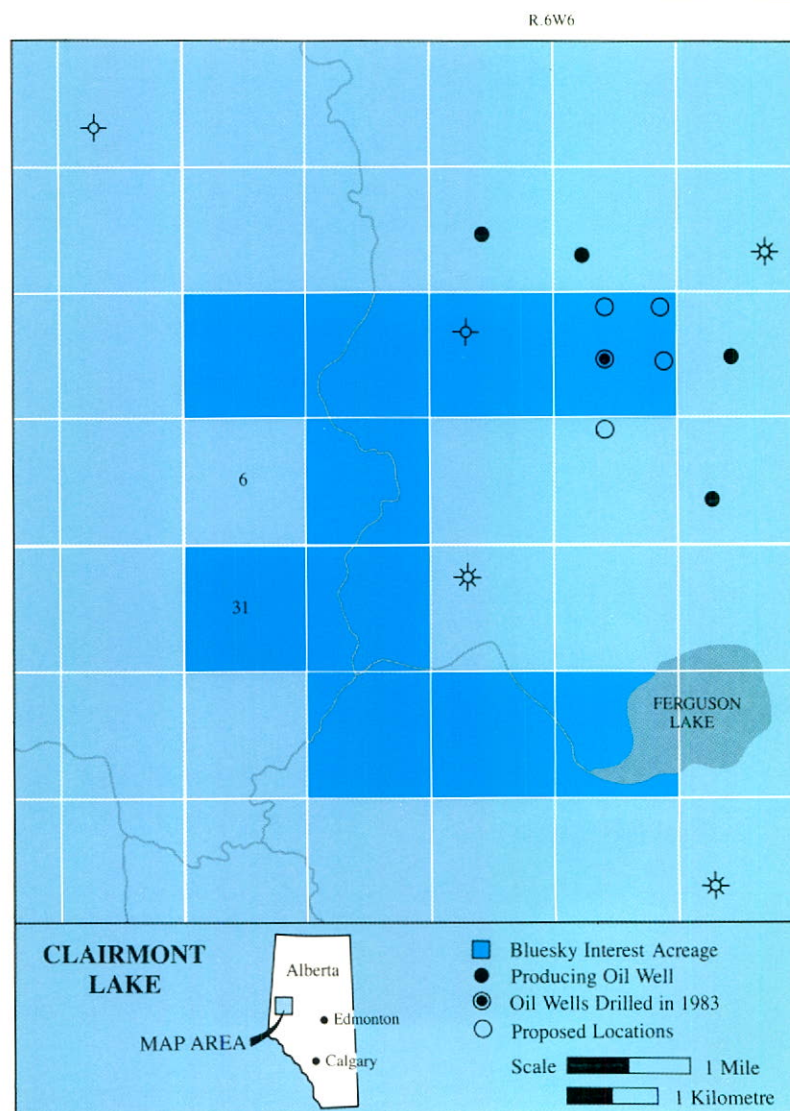 R.6W6
6
31
FERGUSON
LAKE
CLAIRMONT
LAKE
MAP AREA
Alberta
Edmonton
Calgary
Bluesky Interest Acreage
Producing Oil Well
Oil Wells Drilled in 1983
Proposed Locations
Scale
1 Mile
1 Kilometre